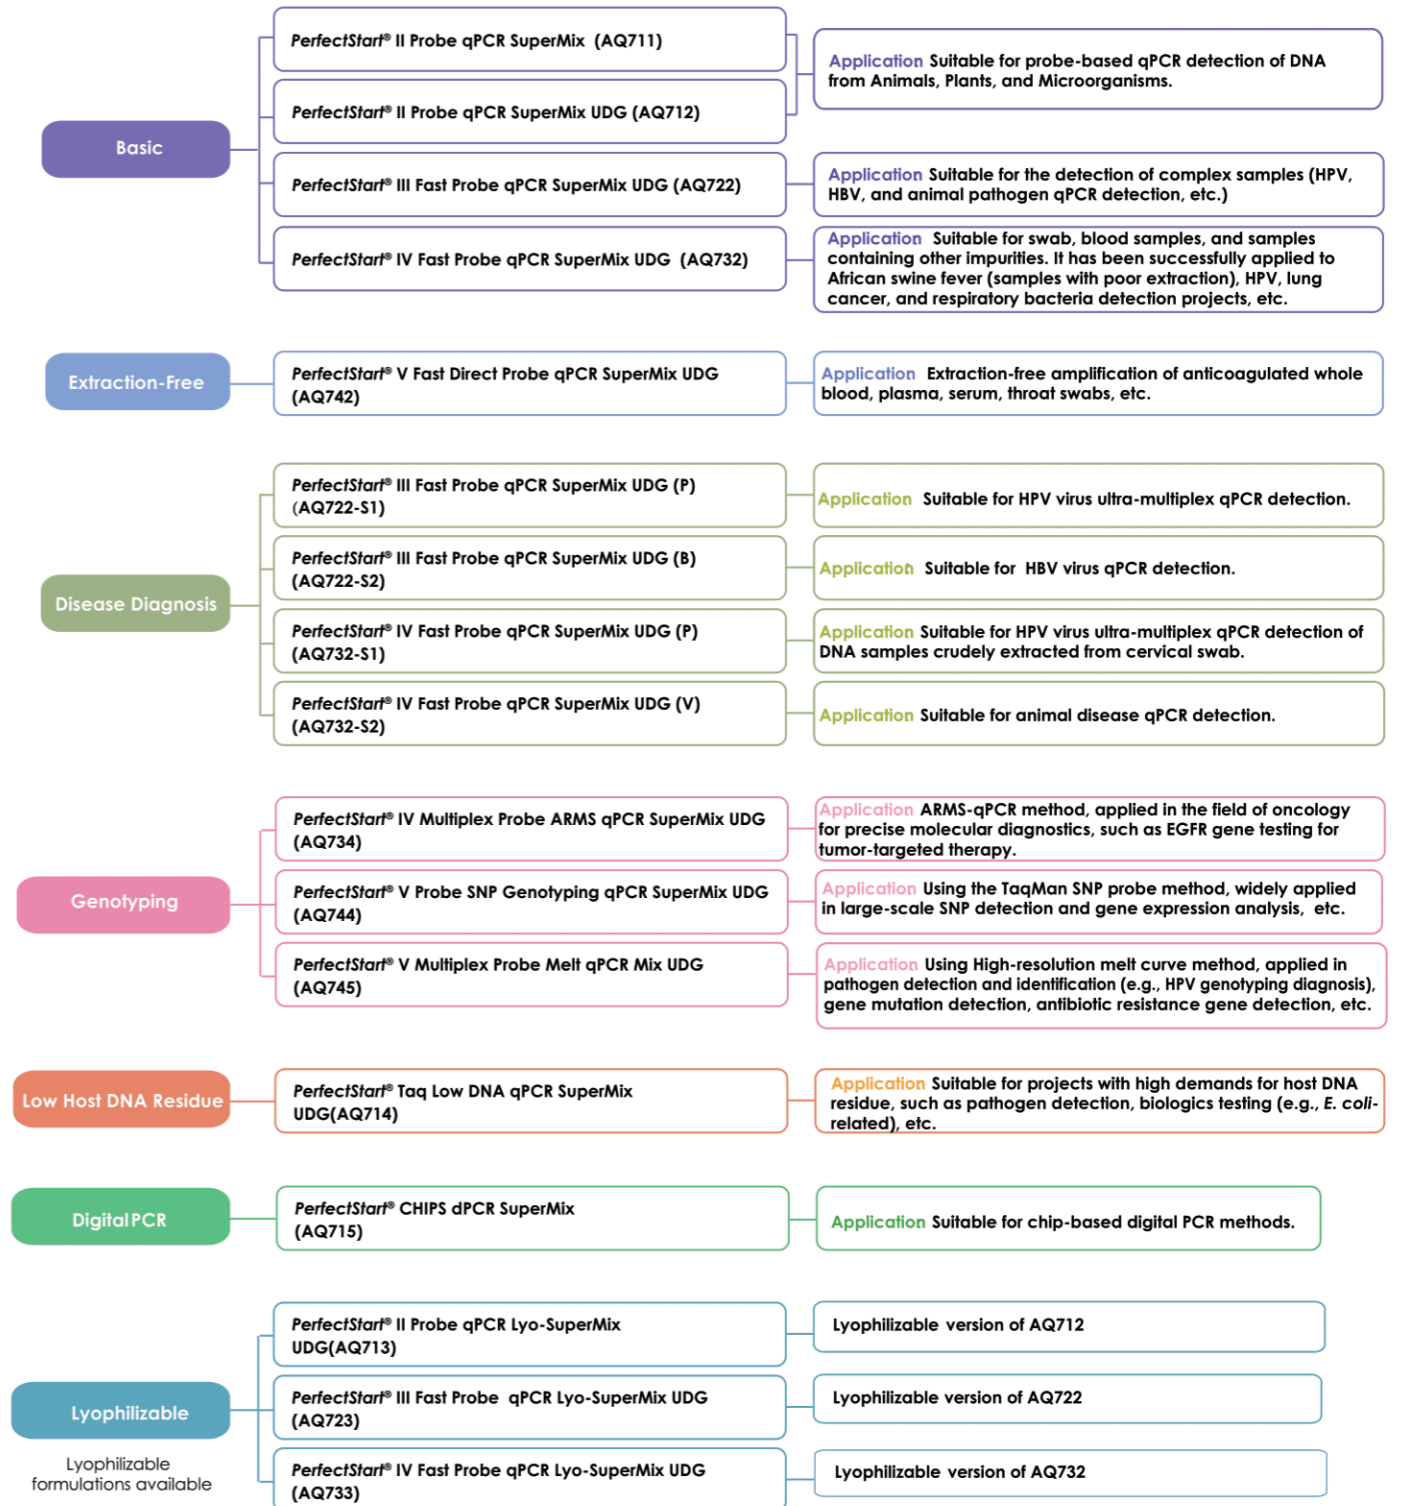 PerfectStart® II Probe qPCR SuperMix (AQ711)
Application Suitable for probe-based qPCR detection of DNA
from Animals, Plants, and Microorganisms.
PerfectStart® II Probe qPCR SuperMix UDG (AQ712)
Basic
PerfectStart® III Fast Probe qPCR SuperMix UDG (AQ722)
Application Suitable for the detection of complex samples (HPV,
HBV, and animal pathogen qPCR detection, etc.)
PerfectStart® IV Fast Probe qPCR SuperMix UDG (AQ732)
Application Suitable for swab, blood samples, and samples
containing other impurities. It has been successfully applied to
African swine fever (samples with poor extraction), HPV, lung
cancer, and respiratory bacteria detection projects, etc.
Extraction-Free
PerfectStart® V Fast Direct Probe qPCR SuperMix UDG
(AQ742)
Application Extraction-free amplification of anticoagulated whole
blood, plasma, serum, throat swabs, etc.
Disease Diagnosis
PerfectStart® III Fast Probe qPCR SuperMix UDG (P)
(AQ722-S1)
Application Suitable for HPV virus ultra-multiplex qPCR detection.
PerfectStart® III Fast Probe qPCR SuperMix UDG (B)
(AQ722-S2)
Application Suitable for HBV virus qPCR detection.
PerfectStart® IV Fast Probe qPCR SuperMix UDG (P)
(AQ732-S1)
Application Suitable for HPV virus ultra-multiplex qPCR detection of
DNA samples crudely extracted from cervical swab.
PerfectStart® IV Fast Probe qPCR SuperMix UDG (V)
(AQ732-S2)
Application Suitable for animal disease qPCR detection.
Genotyping
PerfectStart® IV Multiplex Probe ARMS qPCR SuperMix UDG
(AQ734)
Application ARMS-qPCR method, applied in the field of oncology
for precise molecular diagnostics, such as EGFR gene testing for
tumor-targeted therapy.
PerfectStart® V Probe SNP Genotyping qPCR SuperMix UDG
(AQ744)
Application Using the TaqMan SNP probe method, widely applied
in large-scale SNP detection and gene expression analysis, etc.
PerfectStart® V Multiplex Probe Melt qPCR Mix UDG
(AQ745)
Application Using High-resolution melt curve method, applied in
pathogen detection and identification (e.g., HPV genotyping diagnosis),
gene mutation detection, antibiotic resistance gene detection, etc.
Low Host DNA Residue
PerfectStart® Taq Low DNA qPCR SuperMix
UDG(AQ714)
Application Suitable for projects with high demands for host DNA
residue, such as pathogen detection, biologics testing (e.g., E. coli-
related), etc.
Digital PCR
PerfectStart® CHIPS dPCR SuperMix
(AQ715)
Application Suitable for chip-based digital PCR methods.
Lyophilizable
Lyophilizable
formulations available
PerfectStart® II Probe qPCR Lyo-SuperMix
UDG(AQ713)
Lyophilizable version of AQ712
PerfectStart® III Fast Probe qPCR Lyo-SuperMix UDG
(AQ723)
Lyophilizable version of AQ722
PerfectStart® IV Fast Probe qPCR Lyo-SuperMix UDG
(AQ733)
Lyophilizable version of AQ732